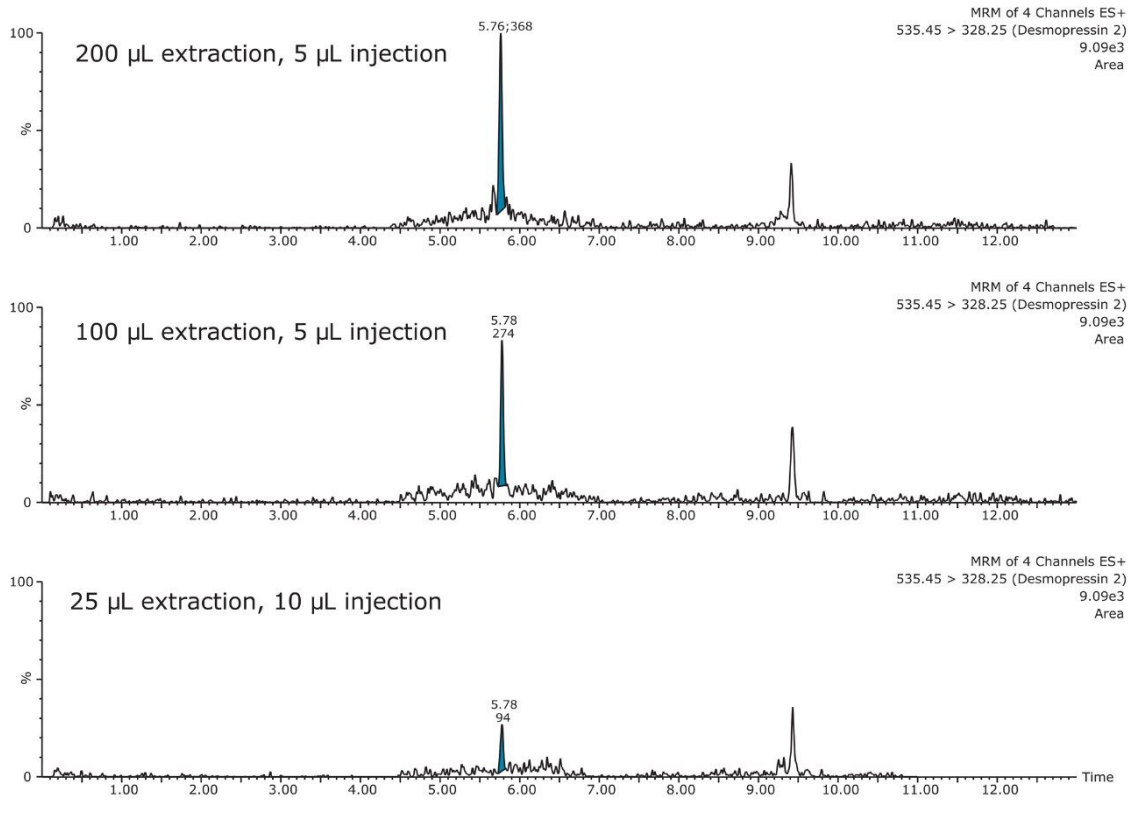 MRM of 4 Channels ES+
535.45 > 328.25 (Desmopressin 2)
9.09e3
Area
5.76;368
100
200 µL extraction, 5 µL injection
%
0
1.00 2.00 3.00 4.00 5.00 6.00 7.00 8.00 9.00 10.00 11.00 12.00
MRM of 4 Channels ES+
535.45 > 328.25 (Desmopressin 2)
9.09e3
Area
100
5.78
274
100 µL extraction, 5 µL injection
%
0
1.00 2.00 3.00 4.00 5.00 6.00 7.00 8.00 9.00 10.00 11.00 12.00
MRM of 4 Channels ES+
535.45 > 328.25 (Desmopressin 2)
9.09e3
Area
100
25 µL extraction, 10 µL injection
%
5.78
94
0
Time
1.00 2.00 3.00 4.00 5.00 6.00 7.00 8.00 9.00 10.00 11.00 12.00